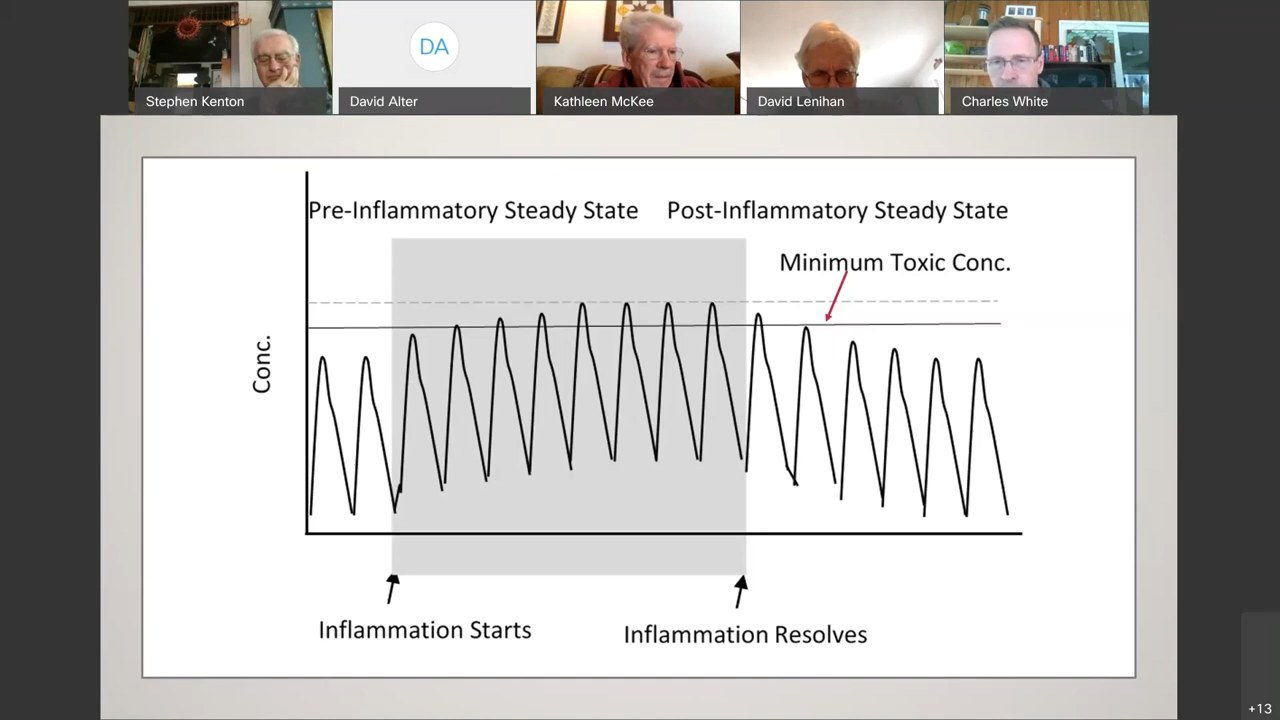 DA
Stephen Kenton
David Alter
Kathleen McKee
David Lenihan
Charles White
Pre-Inflammatory Steady State
Post-Inflammatory Steady State
Minimum Toxic Conc.
Conc.
Inflammation Starts
Inflammation Resolves
+13